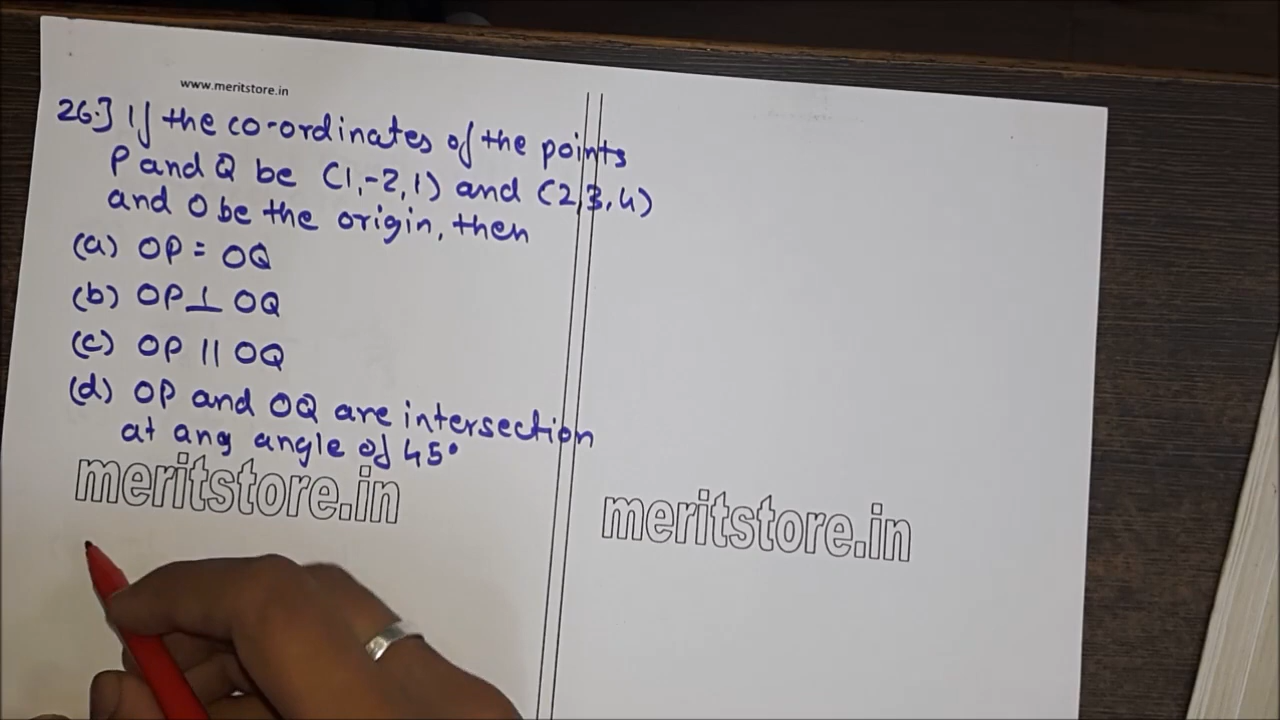 www.meritstore.in
26.] If the co-ordinates of the points
P and Q be (1,-2,1) and (2,3,4)
and O be the origin, then
(a) OP = OQ
(b) OP ⊥ OQ
(c) OP || OQ
(d) OP and OQ are intersection
at ang angle of 45°
meritstore.in
meritstore.in